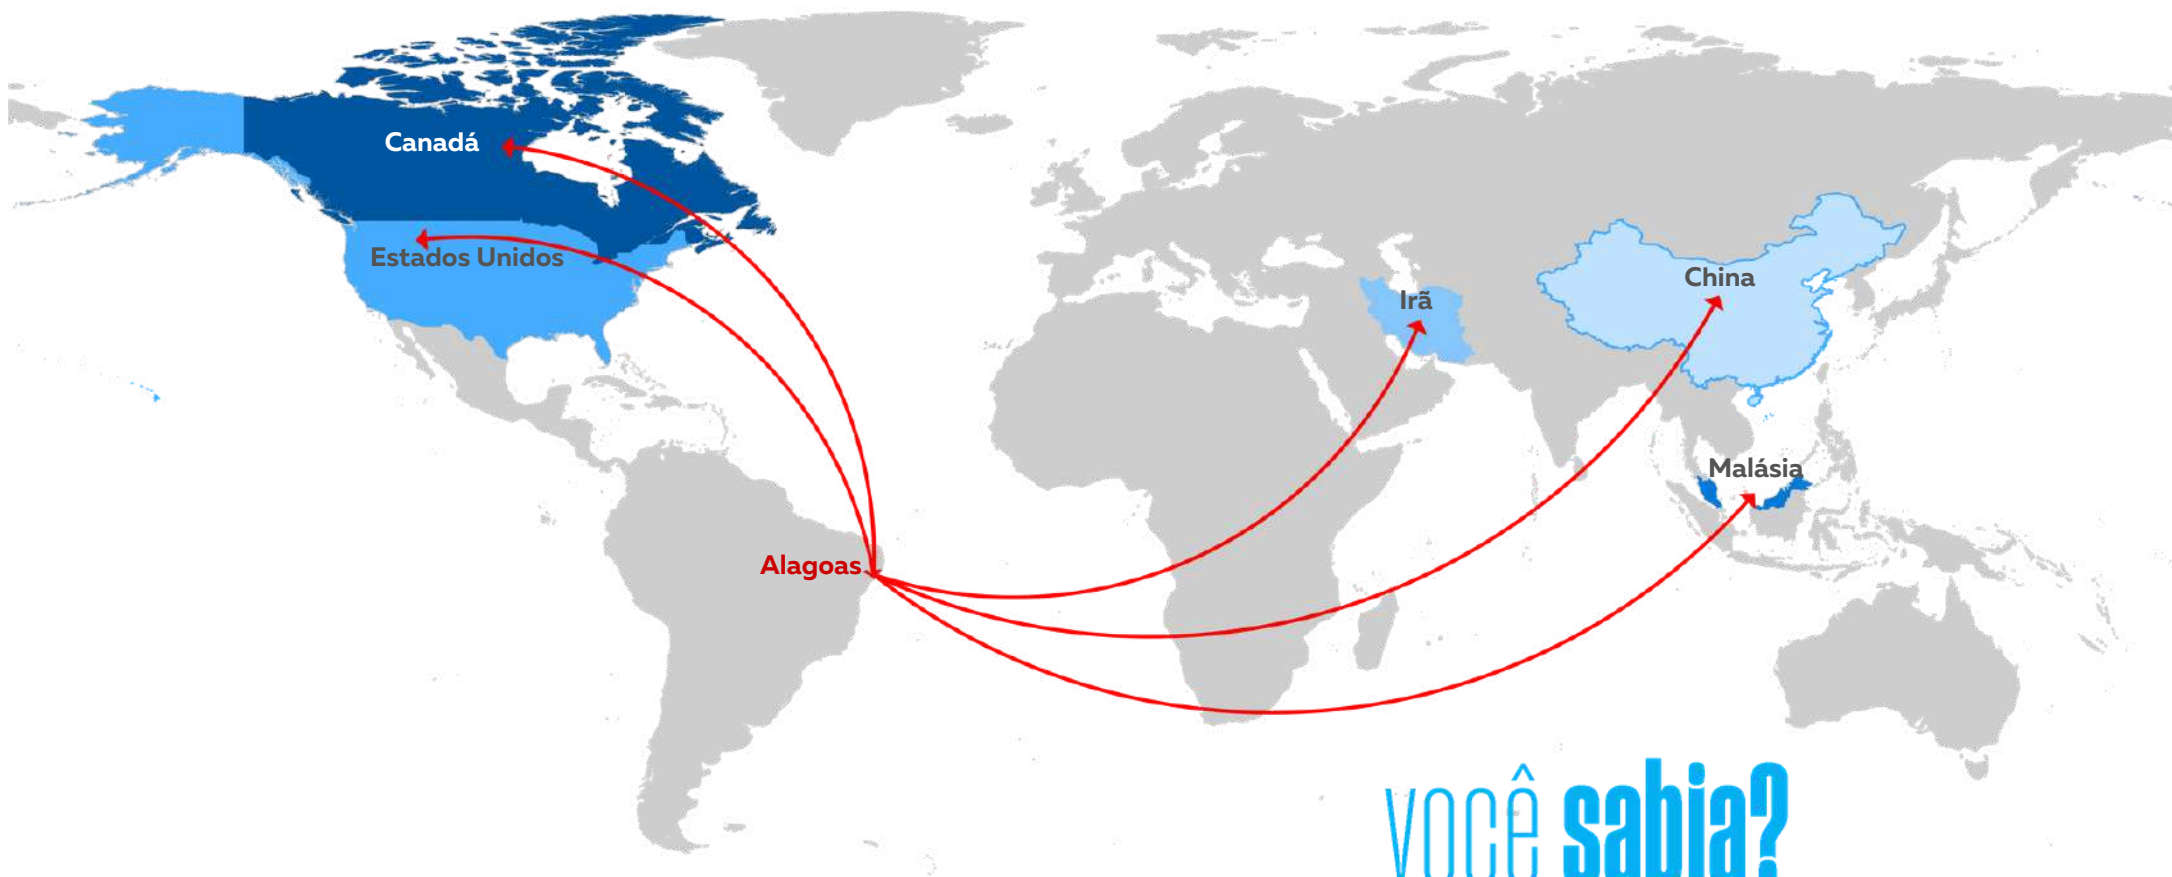 Canadá
Estados Unidos
China
Irã
Malásia
Alagoas
você sabia?